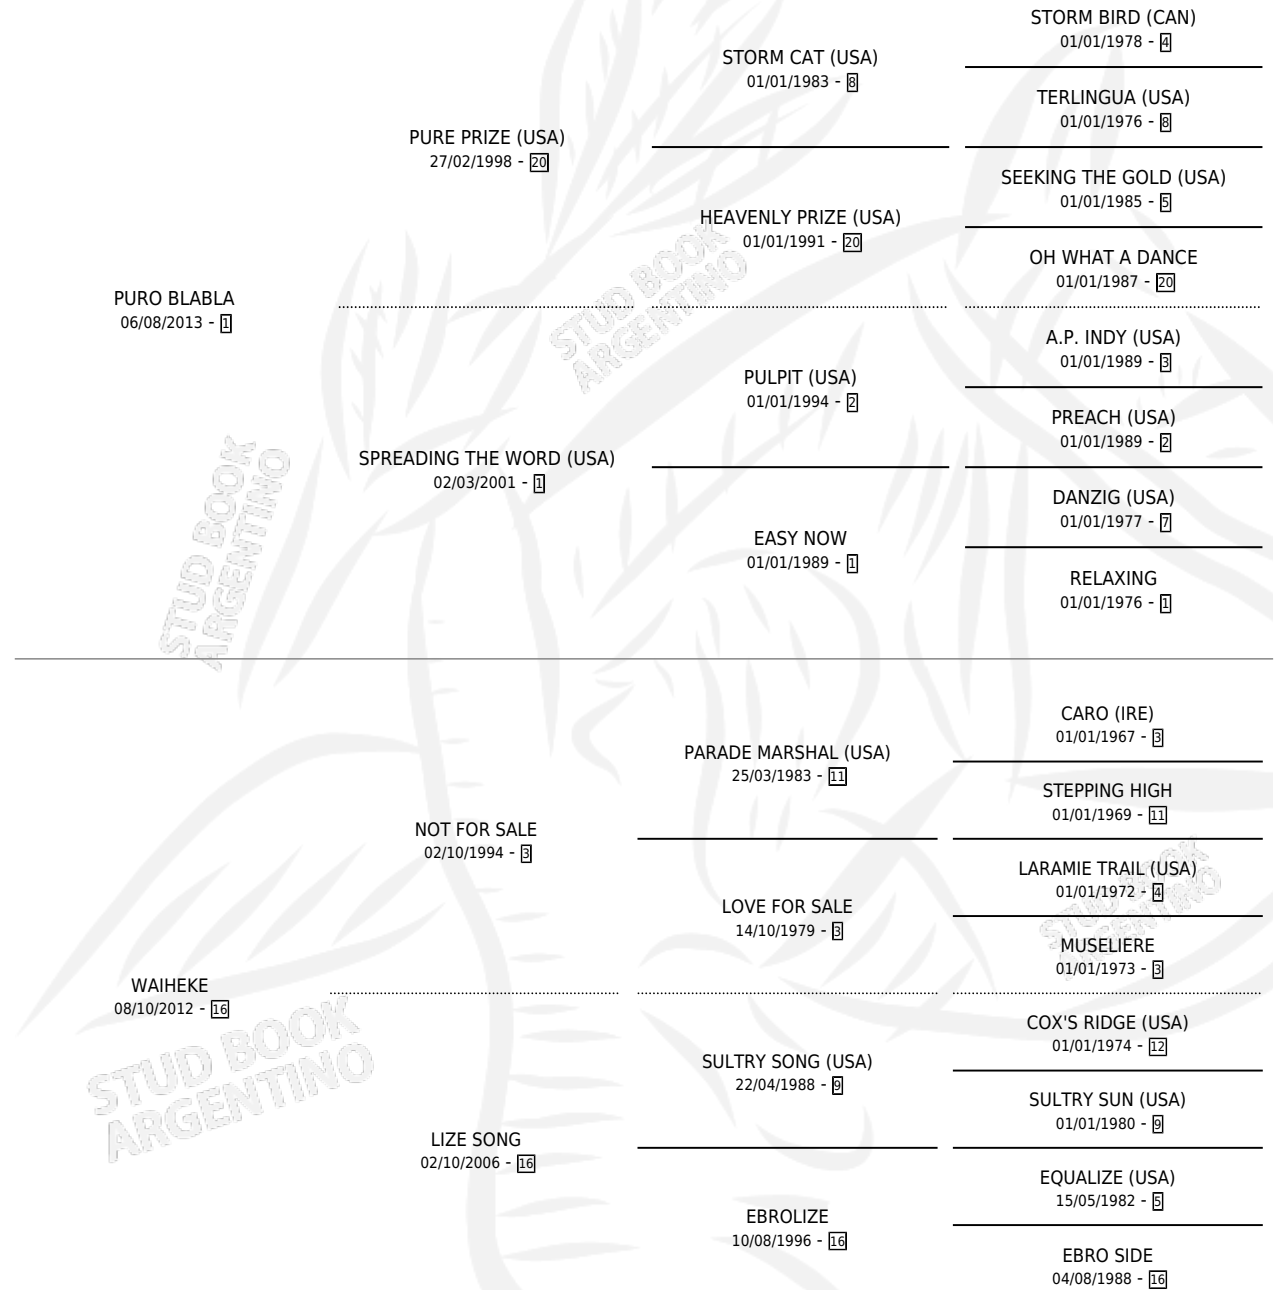 STORM BIRD (CAN)
01/01/1978 - 4
STORM CAT (USA)
01/01/1983 - 8
TERLINGUA (USA)
01/01/1976 - 8
PURE PRIZE (USA)
27/02/1998 - 20
SEEKING THE GOLD (USA)
01/01/1985 - 5
HEAVENLY PRIZE (USA)
01/01/1991 - 20
OH WHAT A DANCE
01/01/1987 - 20
PURO BLABLA
06/08/2013 - 1
STUD BOOK
ARGENTINO
A.P. INDY (USA)
01/01/1989 - 3
PULPIT (USA)
01/01/1994 - 2
PREACH (USA)
01/01/1989 - 2
SPREADING THE WORD (USA)
02/03/2001 - 1
DANZIG (USA)
01/01/1977 - 7
EASY NOW
01/01/1989 - 1
RELAXING
01/01/1976 - 1
STUD BOOK
ARGENTINO
CARO (IRE)
01/01/1967 - 3
PARADE MARSHAL (USA)
25/03/1983 - 11
STEPPING HIGH
01/01/1969 - 11
NOT FOR SALE
02/10/1994 - 3
LARAMIE TRAIL (USA)
01/01/1972 - 4
LOVE FOR SALE
14/10/1979 - 3
STUD BOOK
ARGENTINO
MUSELIERE
01/01/1973 - 3
WAIHEKE
08/10/2012 - 16
STUD BOOK
ARGENTINO
COX'S RIDGE (USA)
01/01/1974 - 12
SULTRY SONG (USA)
22/04/1988 - 9
SULTRY SUN (USA)
01/01/1980 - 9
LIZE SONG
02/10/2006 - 16
EQUALIZE (USA)
15/05/1982 - 5
EBROLIZE
10/08/1996 - 16
EBRO SIDE
04/08/1988 - 16